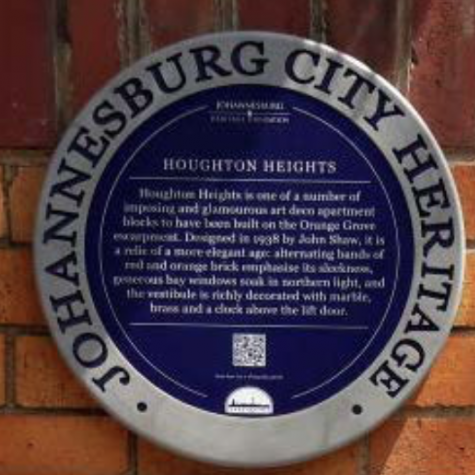 JOHANNESBURG CITY HERITAGE
JOHANNESBURG
HERITAGE FOUNDATION
HOUGHTON HEIGHTS
Houghton Heights is one of a number of
imposing and glamourous art deco apartment
blocks to have been built on the Orange Grove
escarpment. Designed in 1938 by John Shaw, it is
a relic of a more elegant age: alternating bands of
red and orange brick emphasise its sleekness,
generous bay windows soak in northern light, and
the vestibule is richly decorated with marble,
brass and a clock above the lift door.